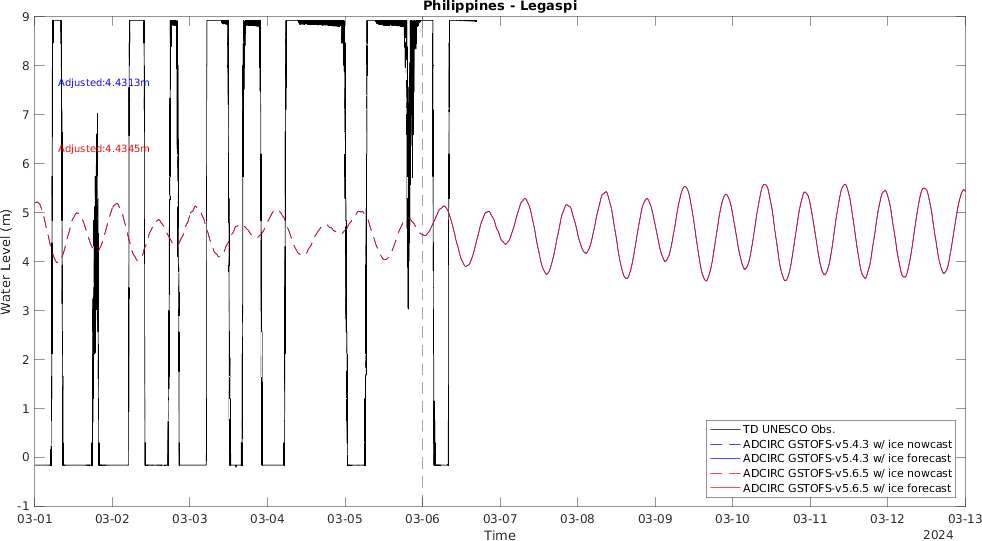 Philippines - Legaspi
9
8
7
6
5
4
3
2
1
0
-1
Water Level (m)
Adjusted:4.4313m
Adjusted:4.4345m
TD UNESCO Obs.
ADCIRC GSTOFS-v5.4.3 w/ ice nowcast
ADCIRC GSTOFS-v5.4.3 w/ ice forecast
ADCIRC GSTOFS-v5.6.5 w/ ice nowcast
ADCIRC GSTOFS-v5.6.5 w/ ice forecast
03-01 03-02 03-03 03-04 03-05 03-06 03-07 03-08 03-09 03-10 03-11 03-12 03-13
Time
2024